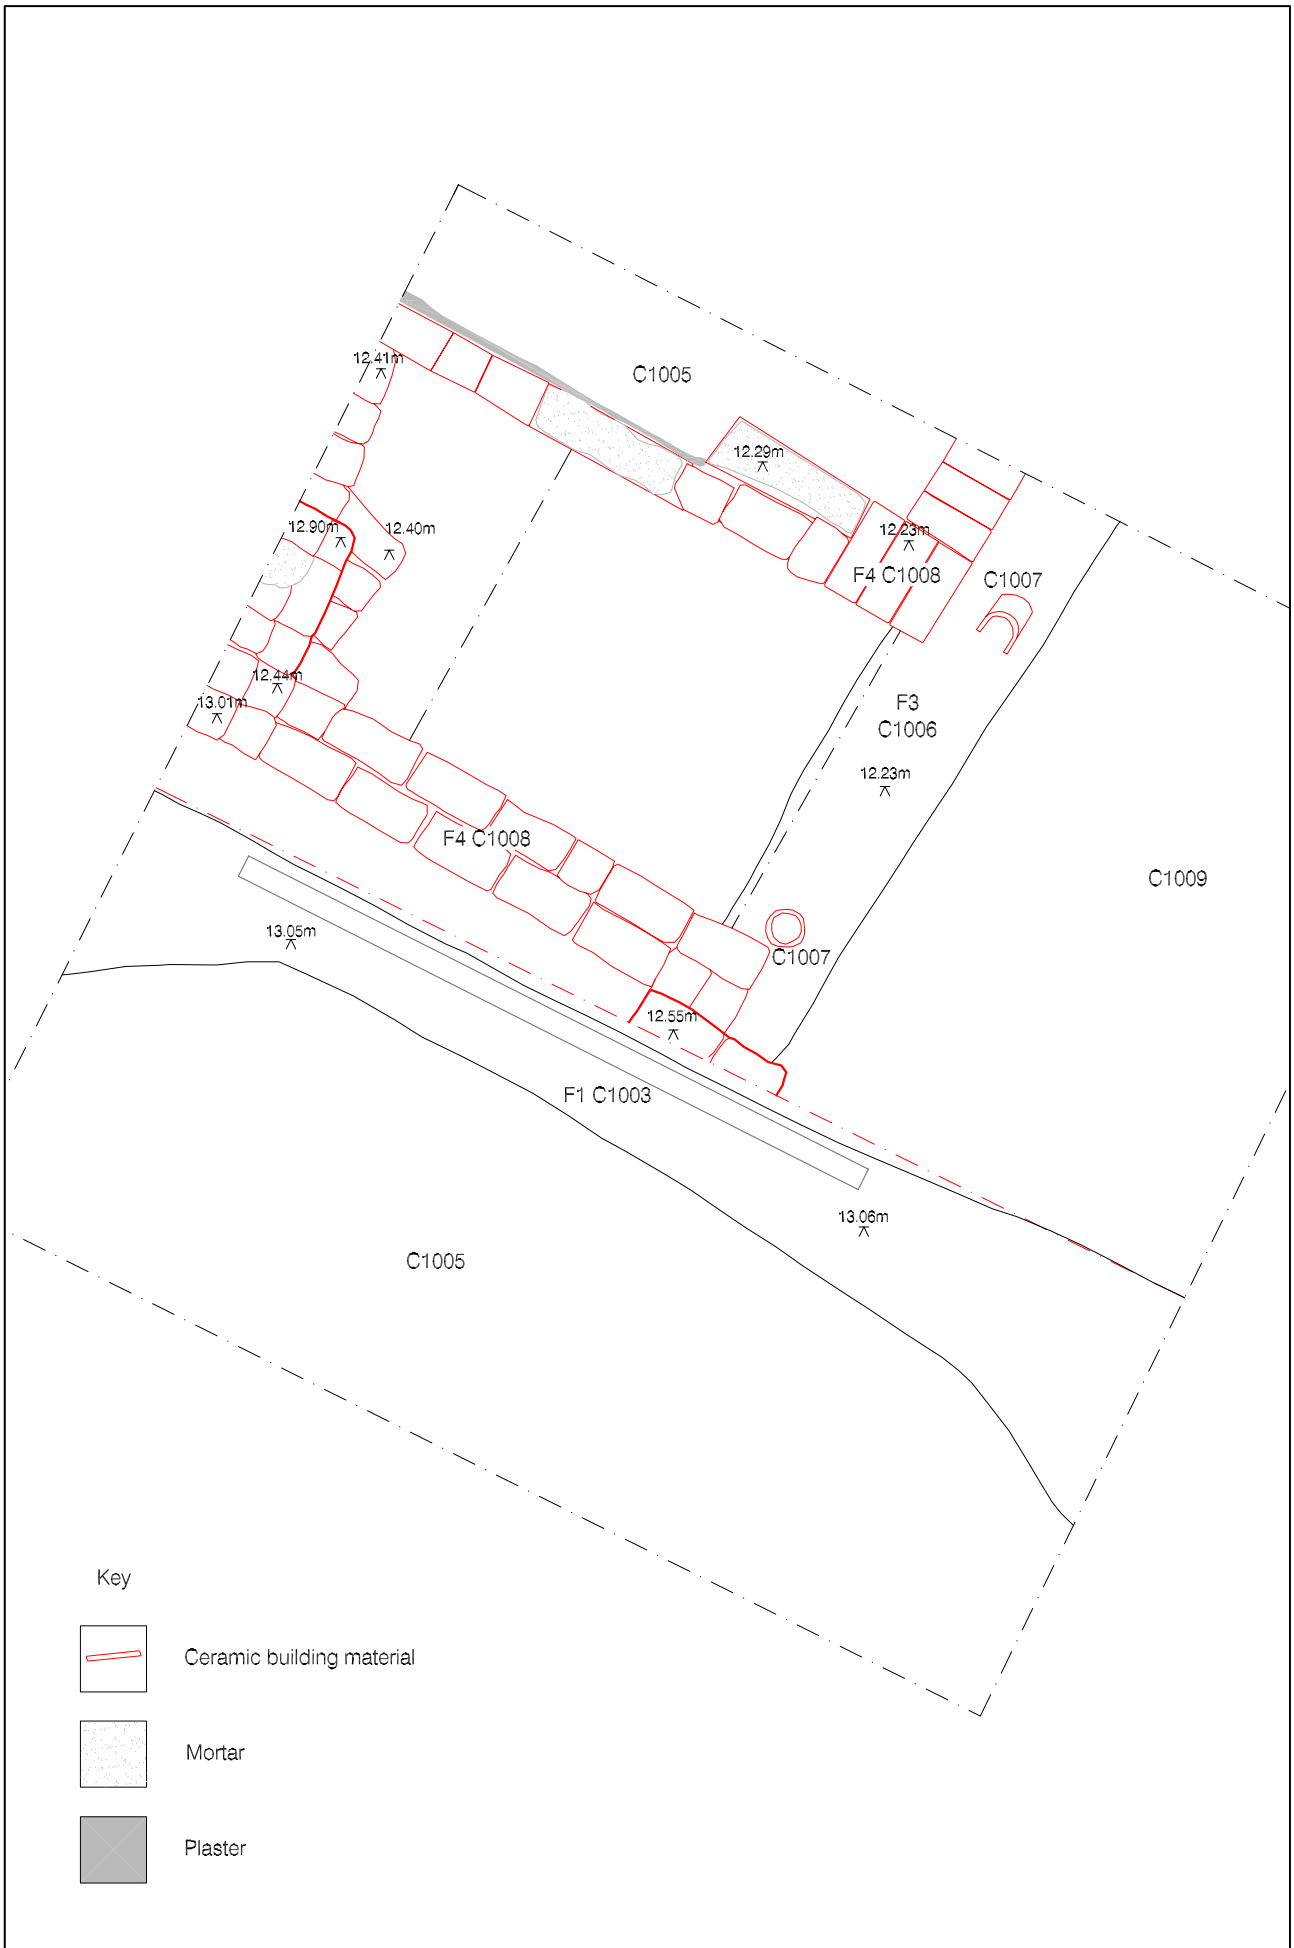 12.41m
C1005
12.29m
12.90m
12.40m
12.23m
F4 C1008
C1007
12.44m
13.01m
F3
C1006
12.23m
F4 C1008
C1009
13.05m
C1007
12.55m
F1 C1003
13.06m
C1005
Key
Ceramic building material
Mortar
Plaster